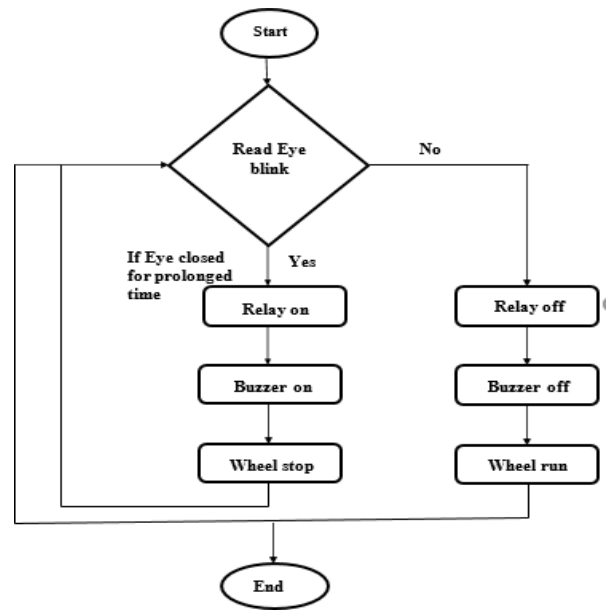 Start
Read Eye
blink
No
If Eye closed
for prolonged
time
Yes
Relay on
Relay off
Buzzer on
Buzzer off
Wheel stop
Wheel run
End